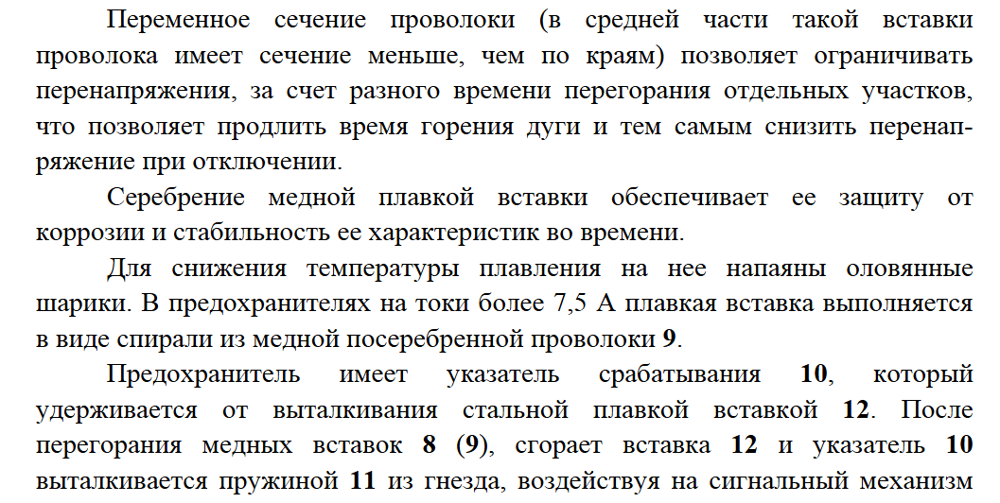 Переменное сечение проволоки (в средней части такой вставки
проволока имеет сечение меньше, чем по краям) позволяет ограничивать
перенапряжения, за счет разного времени перегорания отдельных участков,
что позволяет продлить время горения дуги и тем самым снизить перенап-
ряжение при отключении.
Серебрение медной плавкой вставки обеспечивает ее защиту от
коррозии и стабильность ее характеристик во времени.
Для снижения температуры плавления на нее напаяны оловянные
шарики. В предохранителях на токи более 7,5 А плавкая вставка выполняется
в виде спирали из медной посеребренной проволоки 9.
Предохранитель имеет указатель срабатывания 10, который
удерживается от выталкивания стальной плавкой вставкой 12. После
перегорания медных вставок 8 (9), сгорает вставка 12 и указатель 10
выталкивается пружиной 11 из гнезда, воздействуя на сигнальный механизм